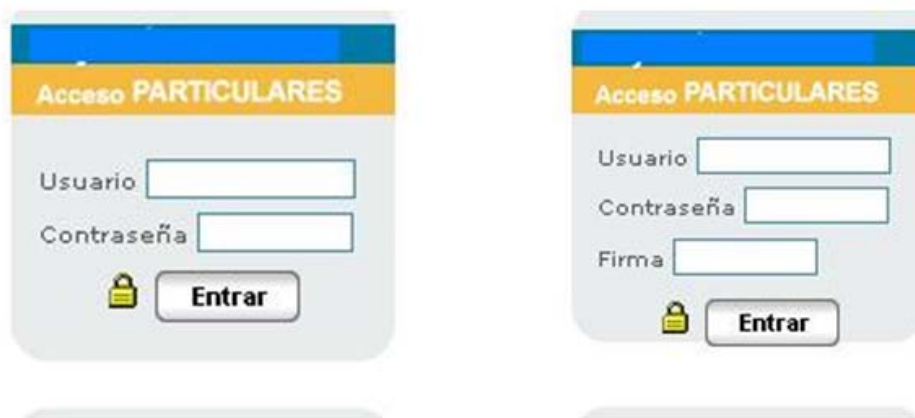 Acceso PARTICULARES
Usuario
Contraseña
Entrar
Acceso PARTICULARES
Usuario
Contraseña
Firma
Entrar